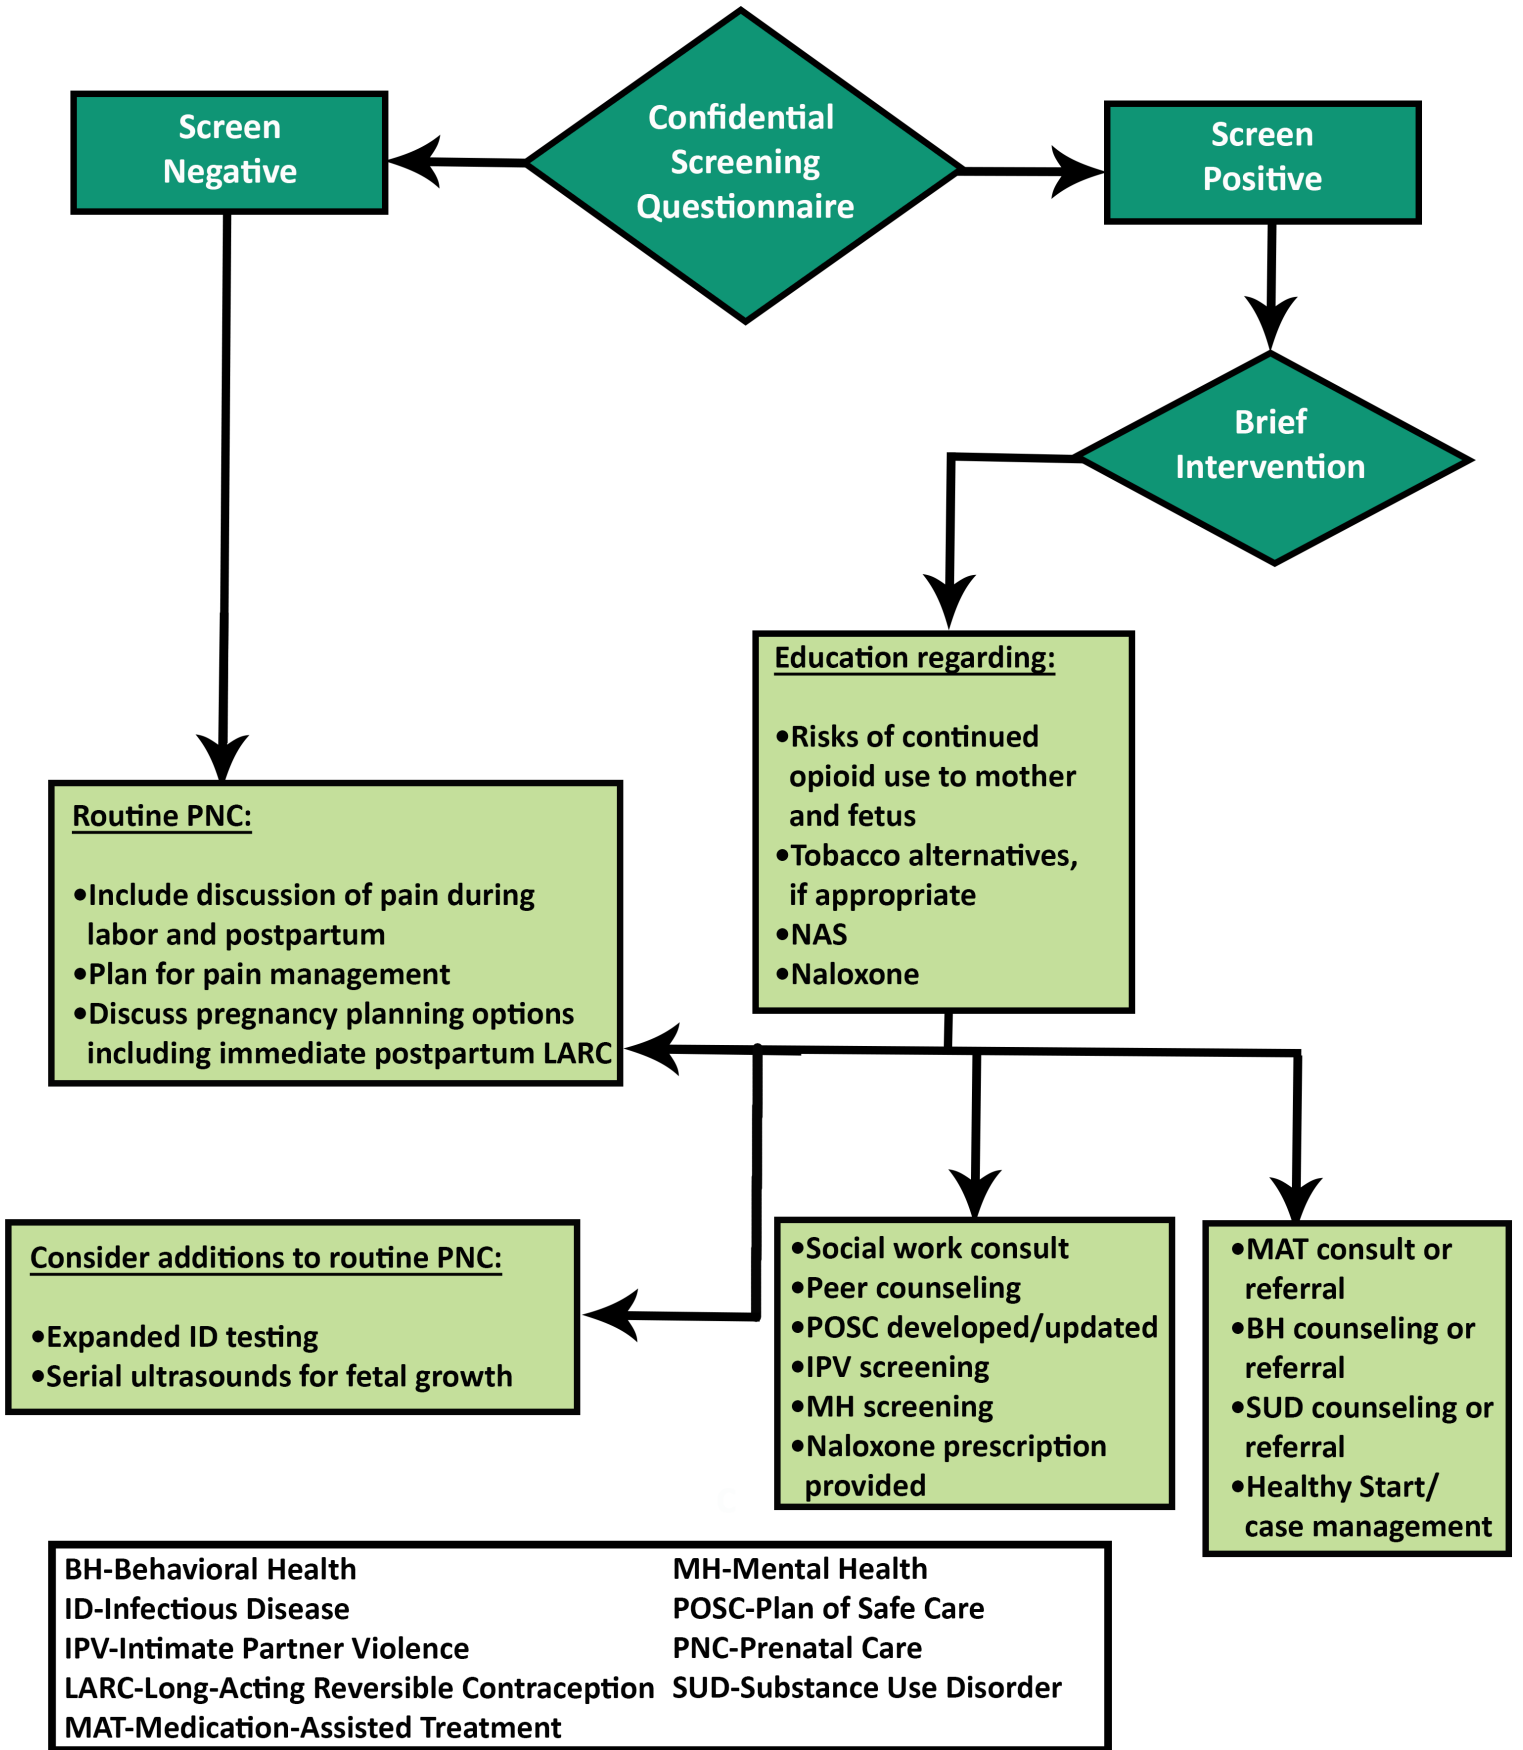 Confidential
Screening
Questionnaire
Screen
Negative
Screen
Positive
Brief
Intervention
Education regarding:
•Risks of continued
opioid use to mother
and fetus
•Tobacco alternatives,
if appropriate
•NAS
•Naloxone
Routine PNC:
•Include discussion of pain during
labor and postpartum
•Plan for pain management
•Discuss pregnancy planning options
including immediate postpartum LARC
Consider additions to routine PNC:
•Expanded ID testing
•Serial ultrasounds for fetal growth
•Social work consult
•Peer counseling
•POSC developed/updated
•IPV screening
•MH screening
•Naloxone prescription
provided
•MAT consult or
referral
•BH counseling or
referral
•SUD counseling or
referral
•Healthy Start/
case management
BH-Behavioral Health
ID-Infectious Disease
IPV-Intimate Partner Violence
LARC-Long-Acting Reversible Contraception
MAT-Medication-Assisted Treatment
MH-Mental Health
POSC-Plan of Safe Care
PNC-Prenatal Care
SUD-Substance Use Disorder